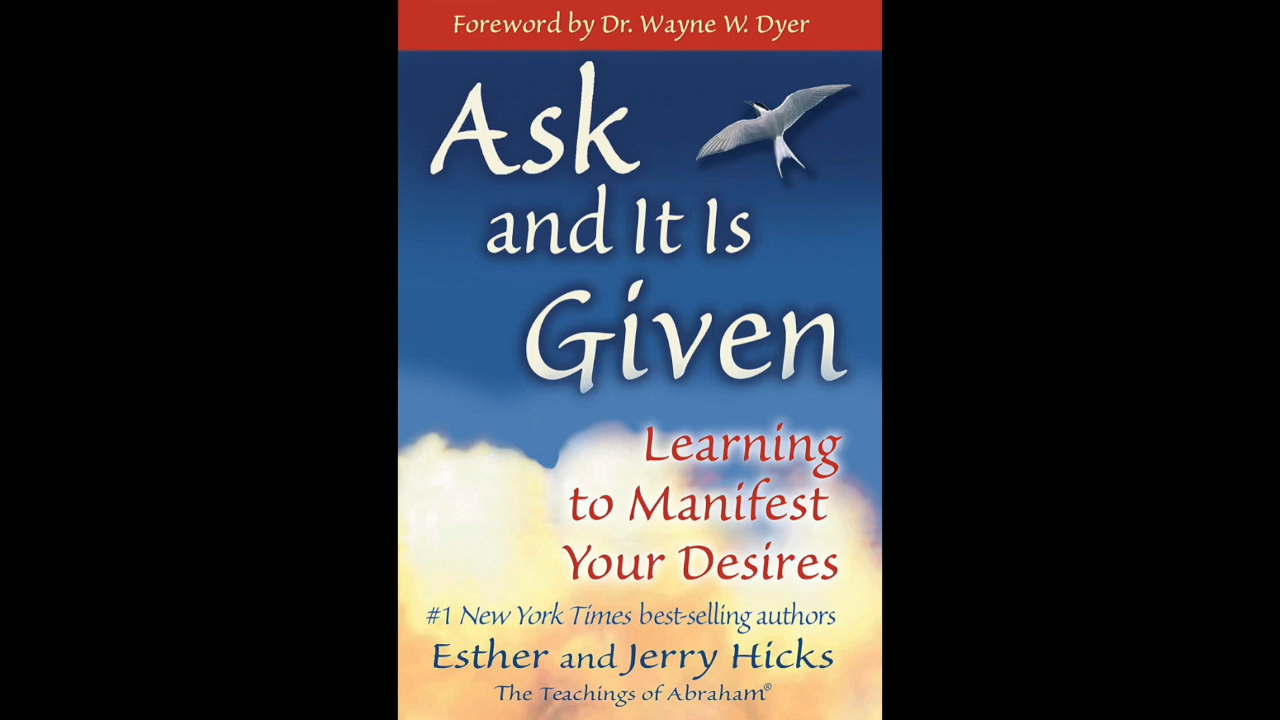 Foreword by Dr. Wayne W. Dyer
Ask
and It Is
Given
Learning
to Manifest
Your Desires
#1 New York Times best-selling authors
Esther and Jerry Hicks
The Teachings of Abraham®